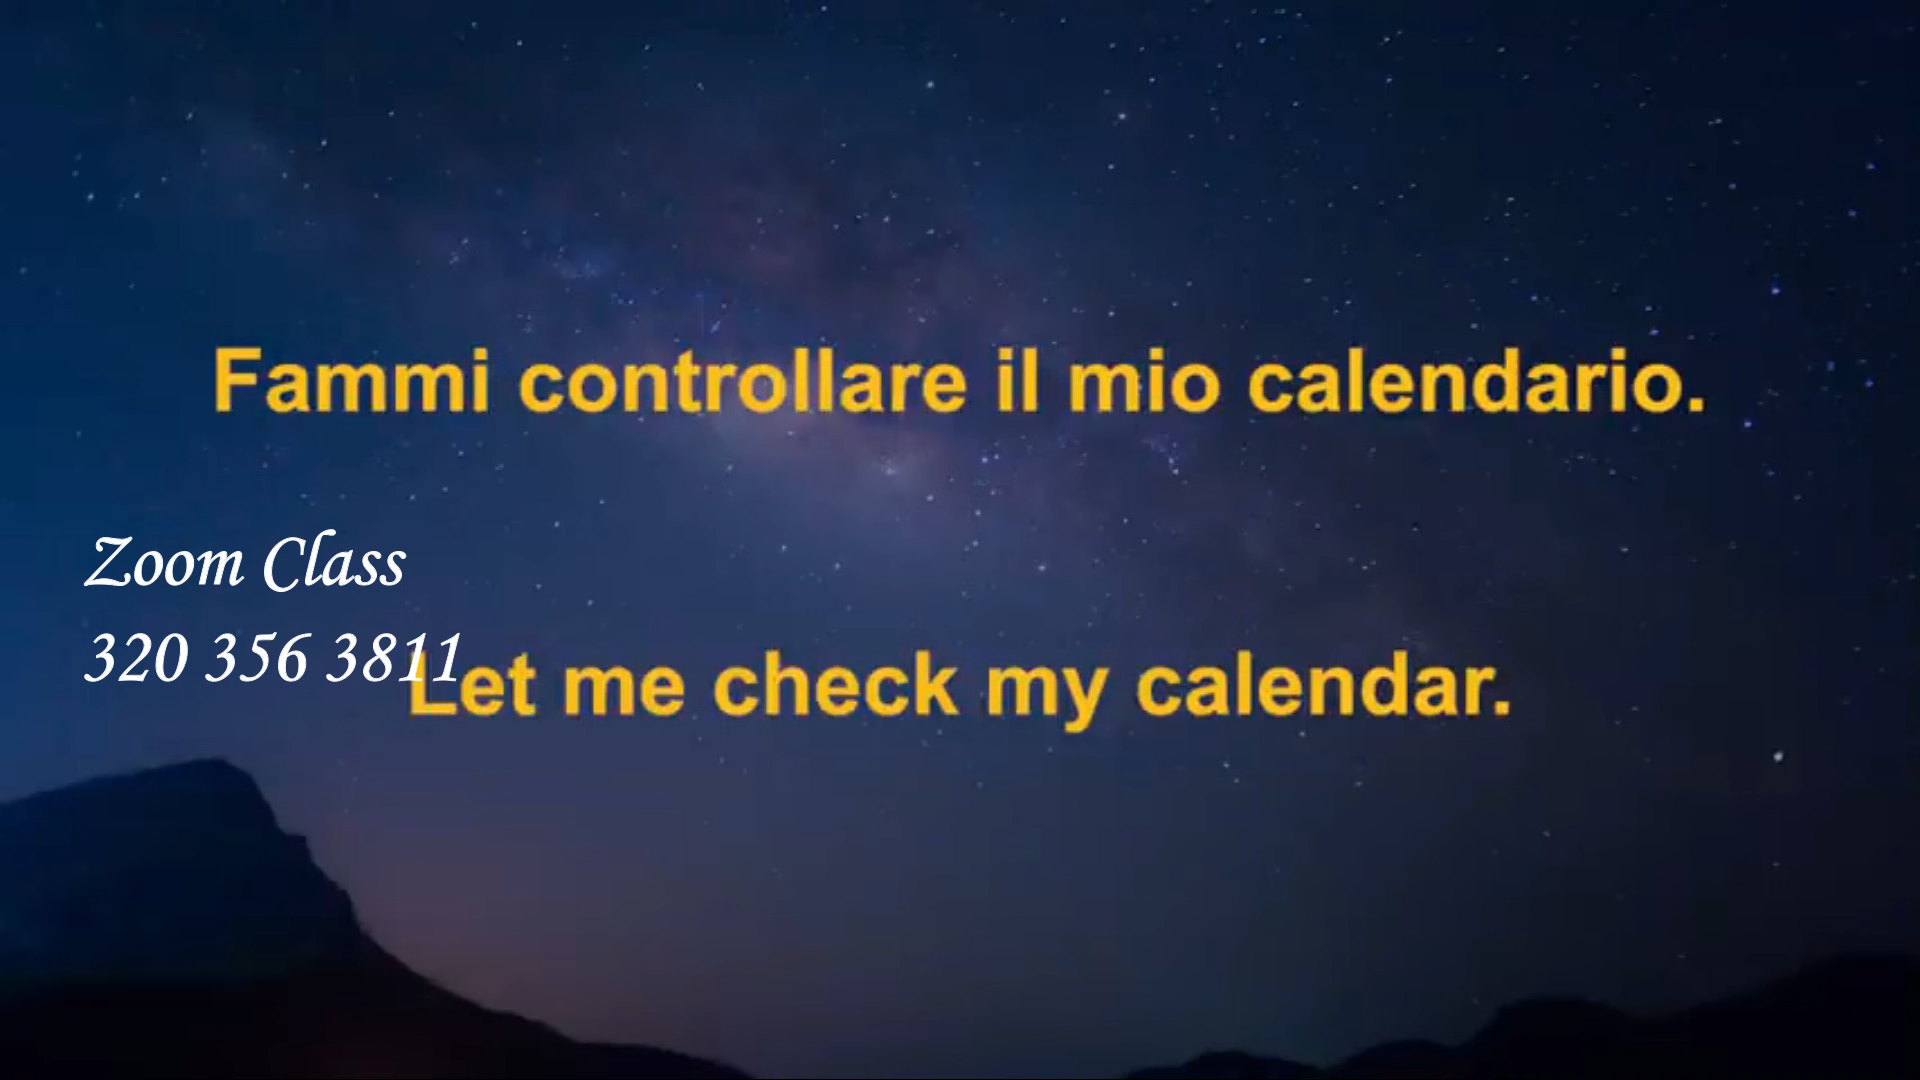 Fammi controllare il mio calendario.
Zoom Class
320 356 3811
Let me check my calendar.